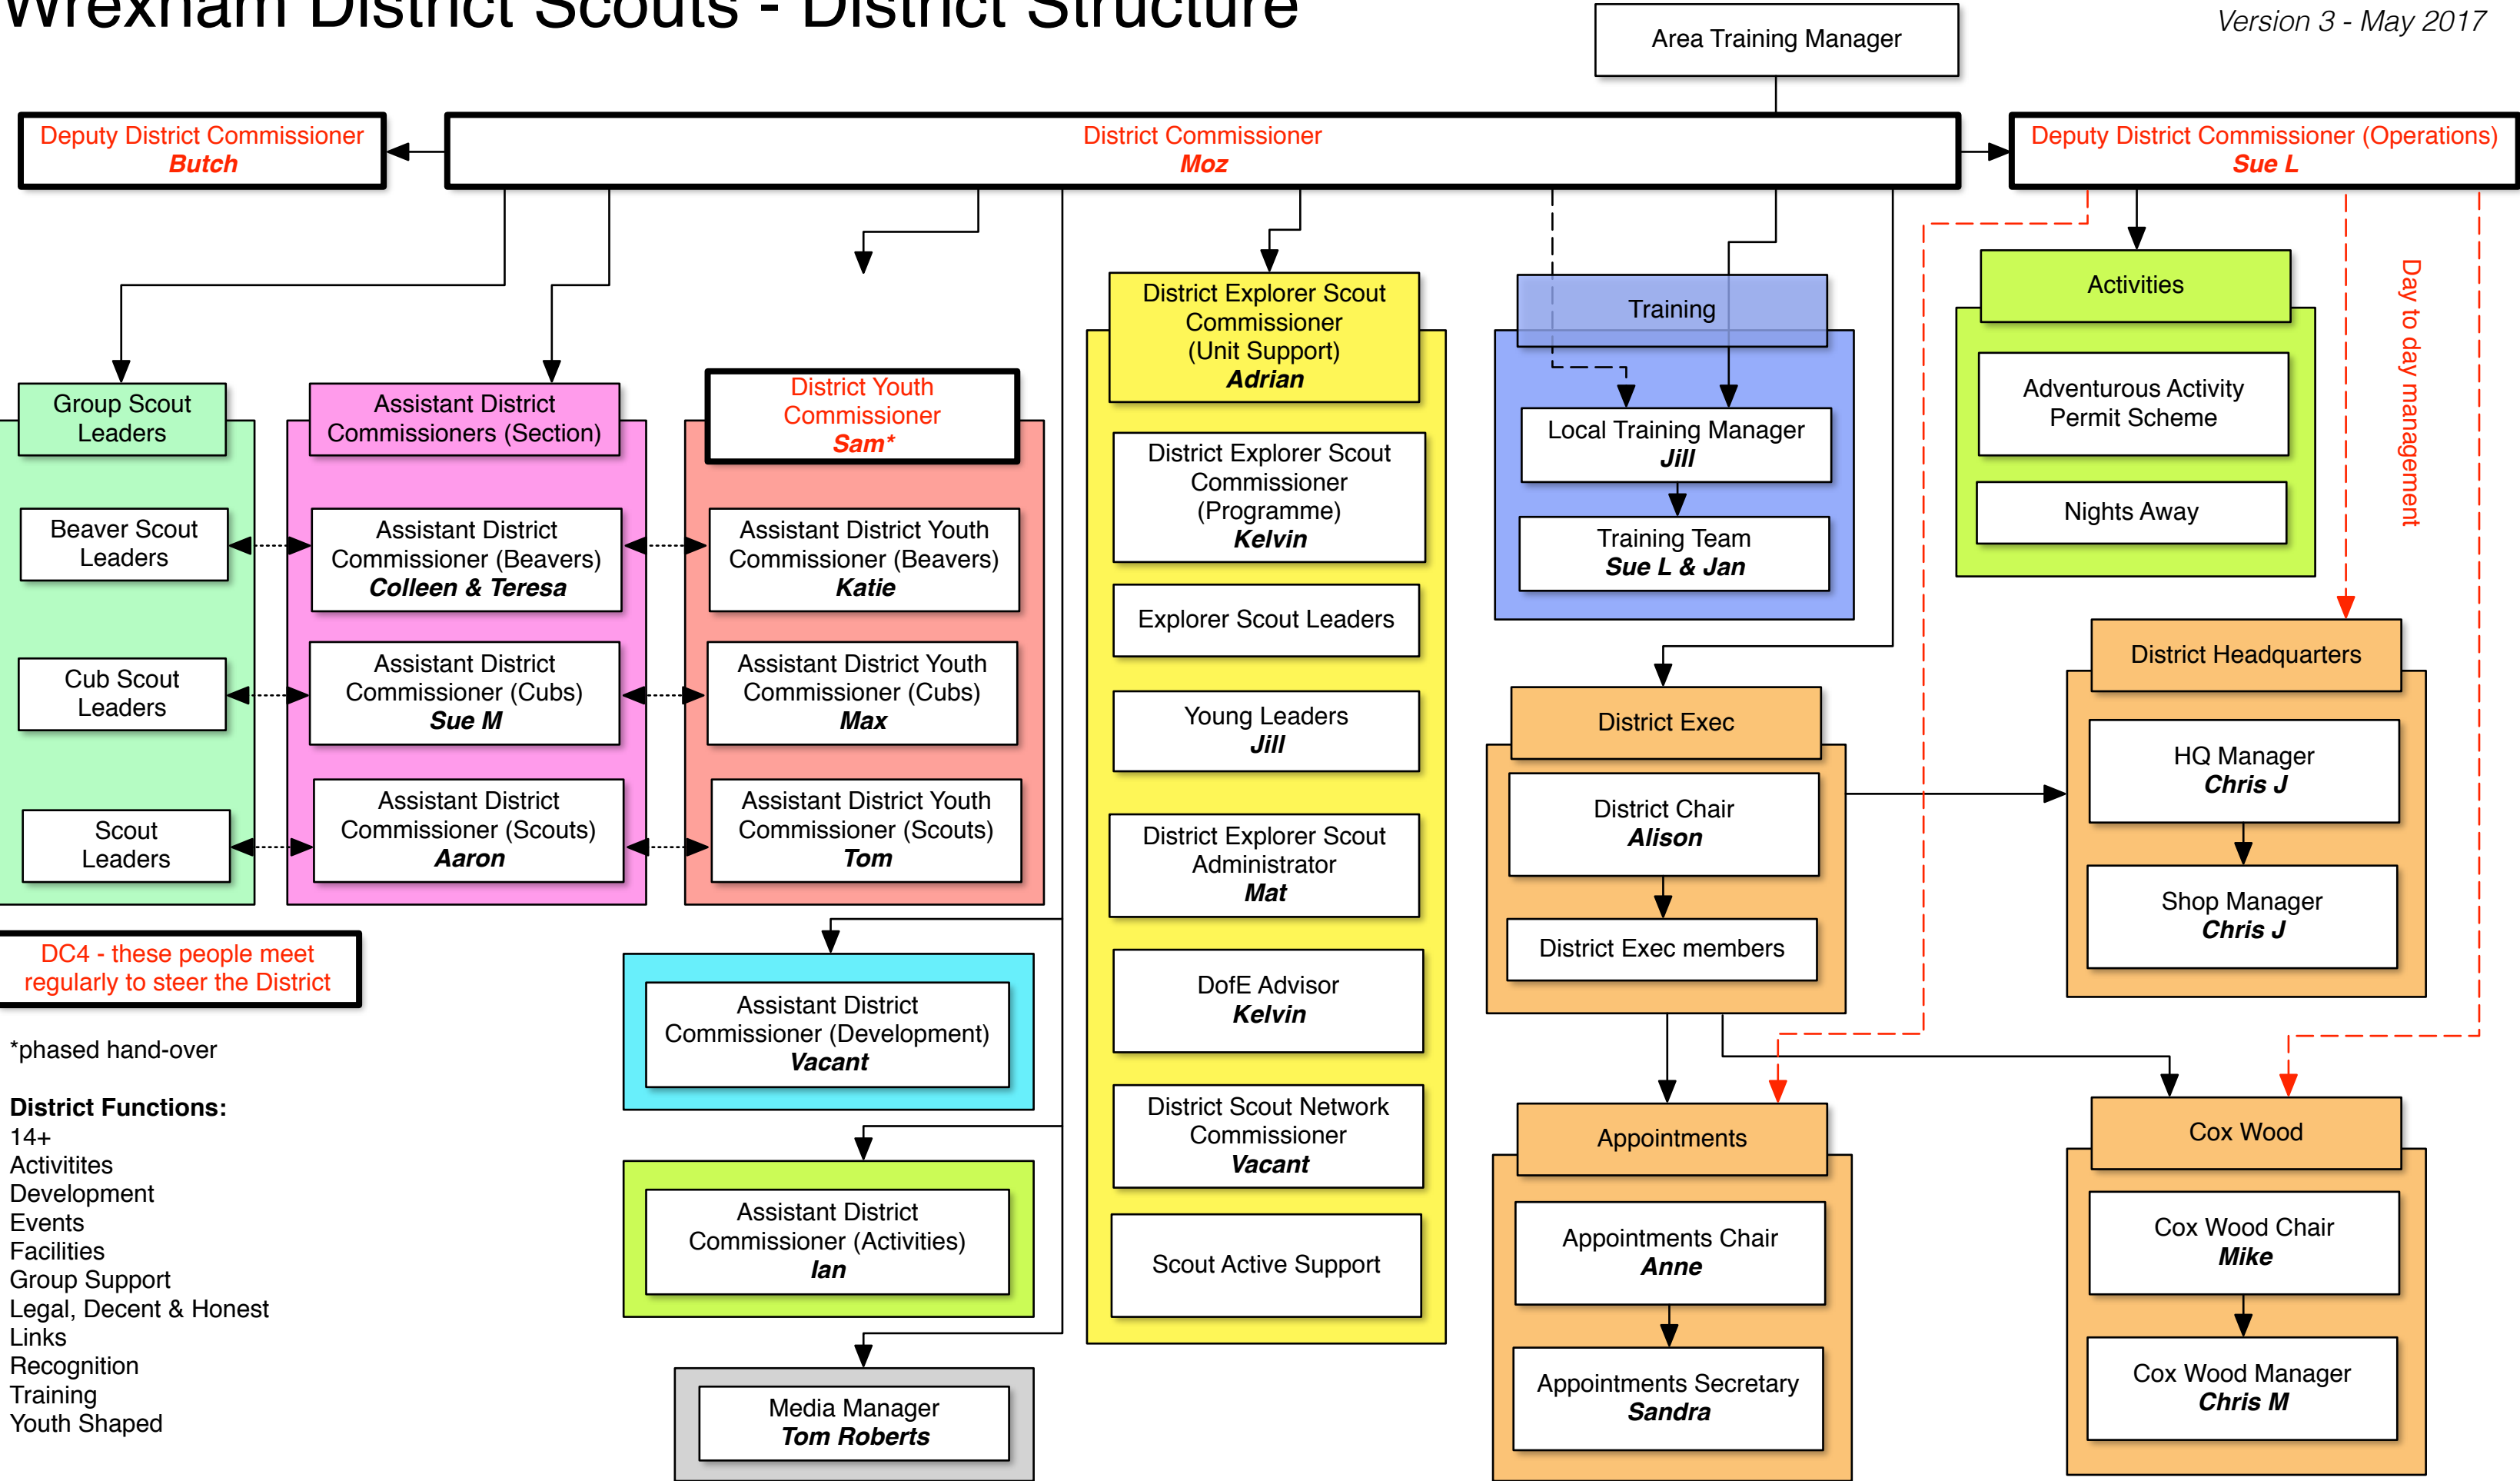 Wrexham District Scouts - District Structure
Version 3 - May 2017
Area Training Manager
Deputy District Commissioner
Butch
District Commissioner
Moz
Deputy District Commissioner (Operations)
Sue L
Day to day management
Group Scout
Leaders
Beaver Scout
Leaders
Cub Scout
Leaders
Scout
Leaders
Assistant District
Commissioners (Section)
Assistant District
Commissioner (Beavers)
Colleen & Teresa
Assistant District
Commissioner (Cubs)
Sue M
Assistant District
Commissioner (Scouts)
Aaron
District Youth
Commissioner
Sam*
Assistant District Youth
Commissioner (Beavers)
Katie
Assistant District Youth
Commissioner (Cubs)
Max
Assistant District Youth
Commissioner (Scouts)
Tom
Assistant District
Commissioner (Development)
Vacant
Assistant District
Commissioner (Activities)
Ian
Media Manager
Tom Roberts
District Explorer Scout
Commissioner
(Unit Support)
Adrian
District Explorer Scout
Commissioner
(Programme)
Kelvin
Explorer Scout Leaders
Young Leaders
Jill
District Explorer Scout
Administrator
Mat
DofE Advisor
Kelvin
District Scout Network
Commissioner
Vacant
Scout Active Support
Training
Local Training Manager
Jill
Training Team
Sue L & Jan
District Exec
District Chair
Alison
District Exec members
Appointments
Appointments Chair
Anne
Appointments Secretary
Sandra
Activities
Adventurous Activity
Permit Scheme
Nights Away
District Headquarters
HQ Manager
Chris J
Shop Manager
Chris J
Cox Wood
Cox Wood Chair
Mike
Cox Wood Manager
Chris M
DC4 - these people meet
regularly to steer the District
*phased hand-over
District Functions:
14+
Activitites
Development
Events
Facilities
Group Support
Legal, Decent & Honest
Links
Recognition
Training
Youth Shaped